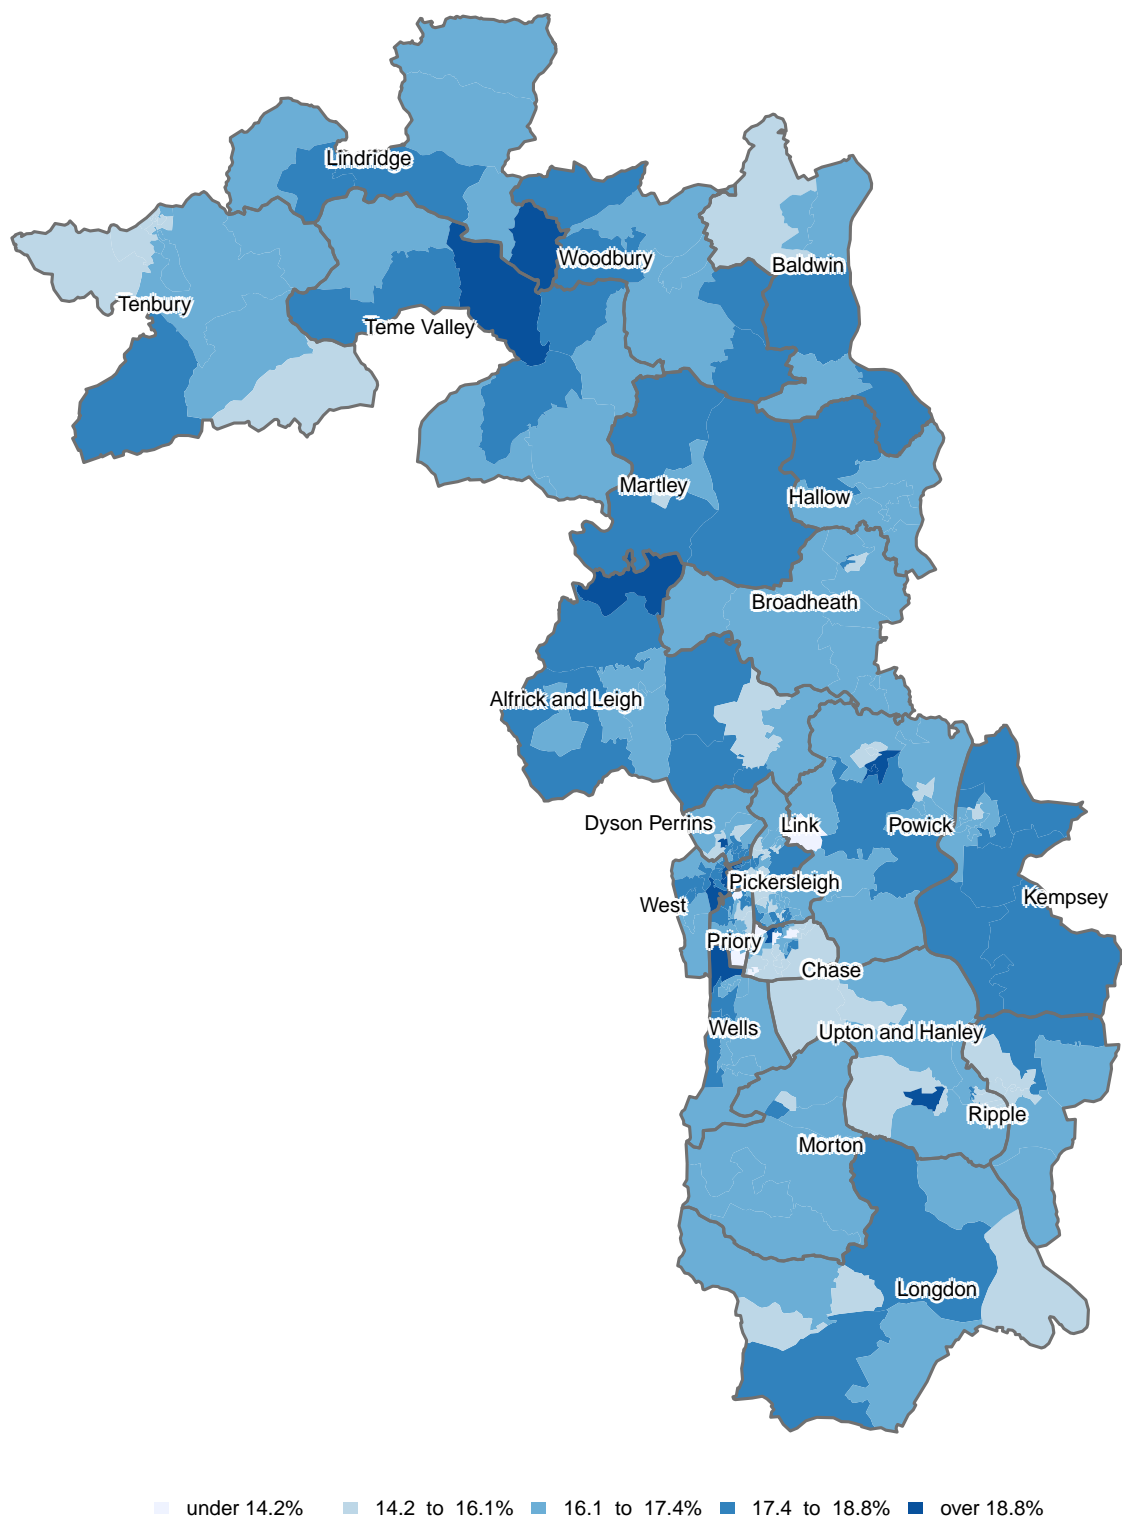 Lindridge
Woodbury
Baldwin
Tenbury
Teme Valley
Martley
Hallow
Broadheath
Alfrick and Leigh
Dyson Perrins
Link
Powick
Pickersleigh
West
Kempsey
Priory
Chase
Wells
Upton and Hanley
Ripple
Morton
Longdon
under 14.2%
14.2 to 16.1%
16.1 to 17.4%
17.4 to 18.8%
over 18.8%